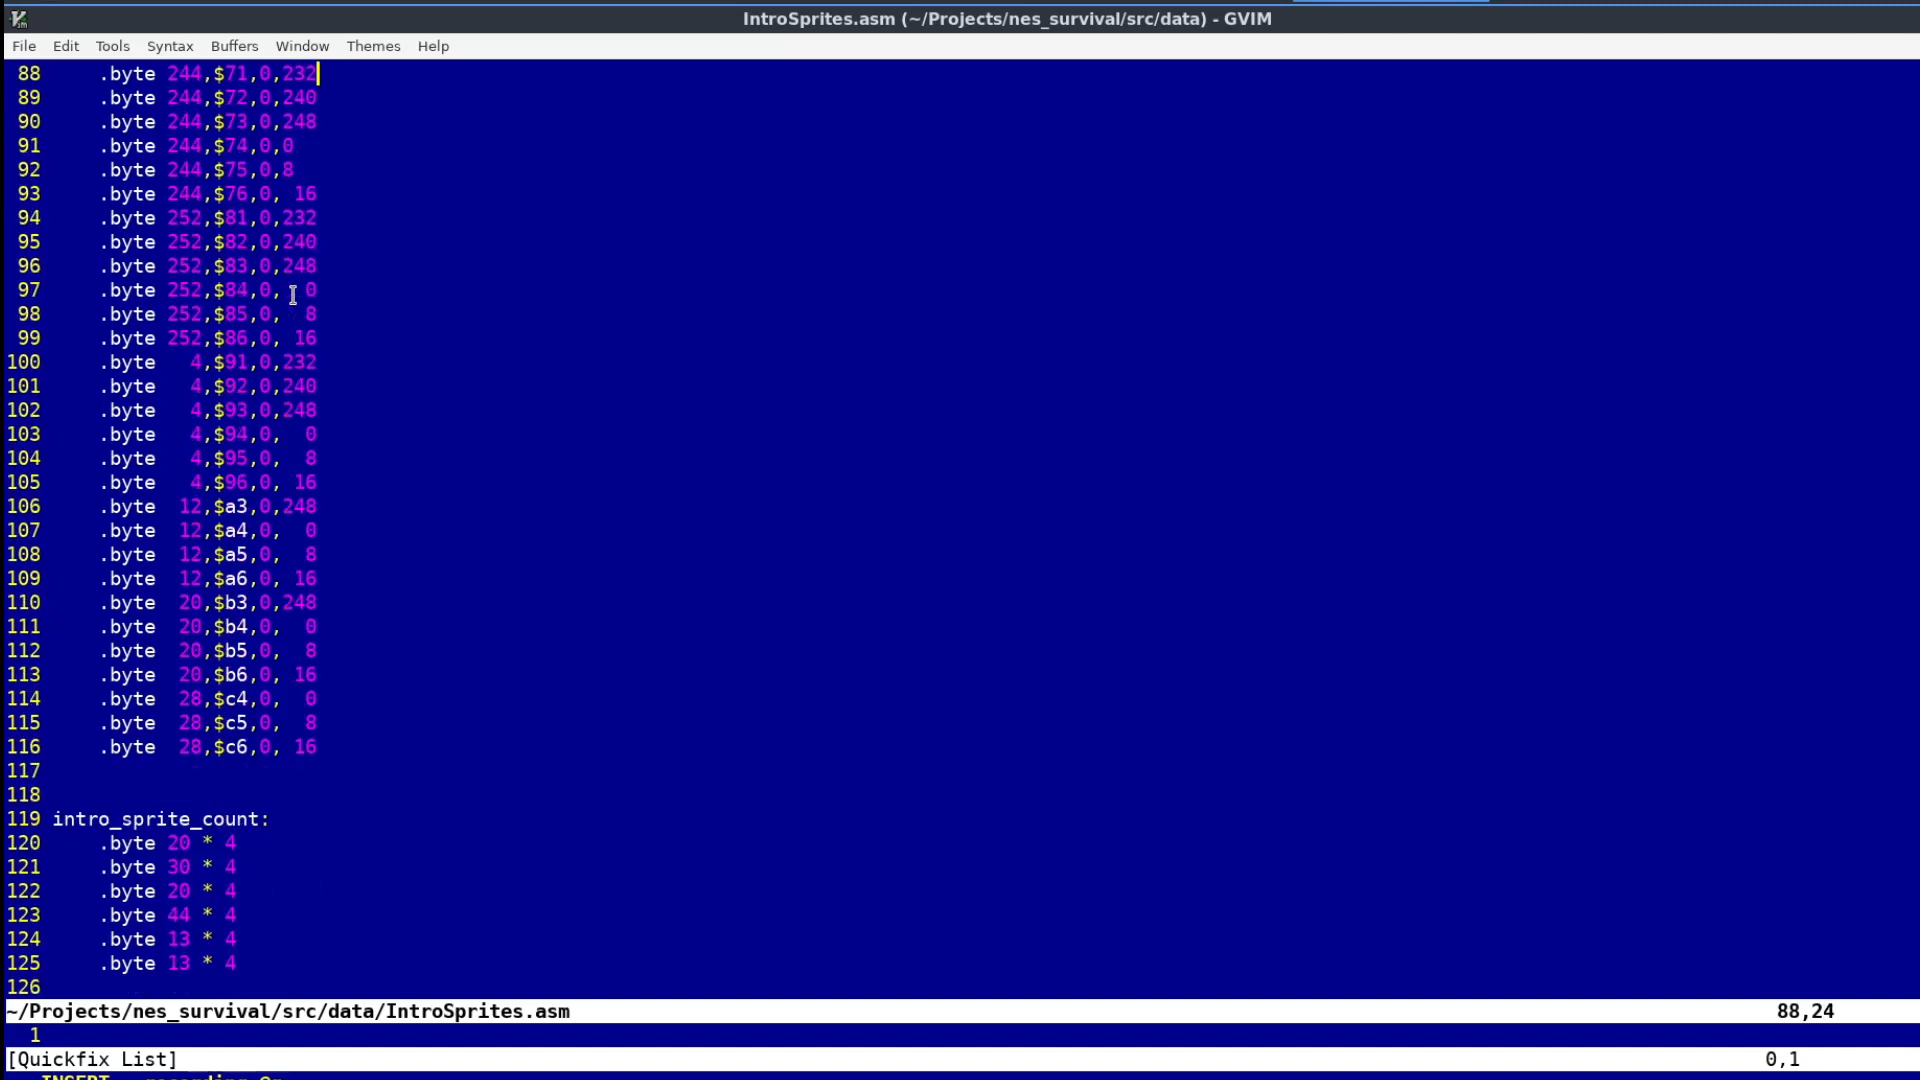 IntroSprites.asm (~/Projects/nes_survival/src/data) - GVIM
File Edit Tools Syntax Buffers Window Themes Help
88     .byte 244,$71,0,232
89     .byte 244,$72,0,240
90     .byte 244,$73,0,248
91     .byte 244,$74,0,0
92     .byte 244,$75,0,8
93     .byte 244,$76,0, 16
94     .byte 252,$81,0,232
95     .byte 252,$82,0,240
96     .byte 252,$83,0,248
97     .byte 252,$84,0,  0
98     .byte 252,$85,0,  8
99     .byte 252,$86,0, 16
100     .byte   4,$91,0,232
101     .byte   4,$92,0,240
102     .byte   4,$93,0,248
103     .byte   4,$94,0,  0
104     .byte   4,$95,0,  8
105     .byte   4,$96,0, 16
106     .byte  12,$a3,0,248
107     .byte  12,$a4,0,  0
108     .byte  12,$a5,0,  8
109     .byte  12,$a6,0, 16
110     .byte  20,$b3,0,248
111     .byte  20,$b4,0,  0
112     .byte  20,$b5,0,  8
113     .byte  20,$b6,0, 16
114     .byte  28,$c4,0,  0
115     .byte  28,$c5,0,  8
116     .byte  28,$c6,0, 16
117
118
119 intro_sprite_count:
120     .byte 20 * 4
121     .byte 30 * 4
122     .byte 20 * 4
123     .byte 44 * 4
124     .byte 13 * 4
125     .byte 13 * 4
126
~/Projects/nes_survival/src/data/IntroSprites.asm 88,24
1
[Quickfix List] 0,1
INSERT recording